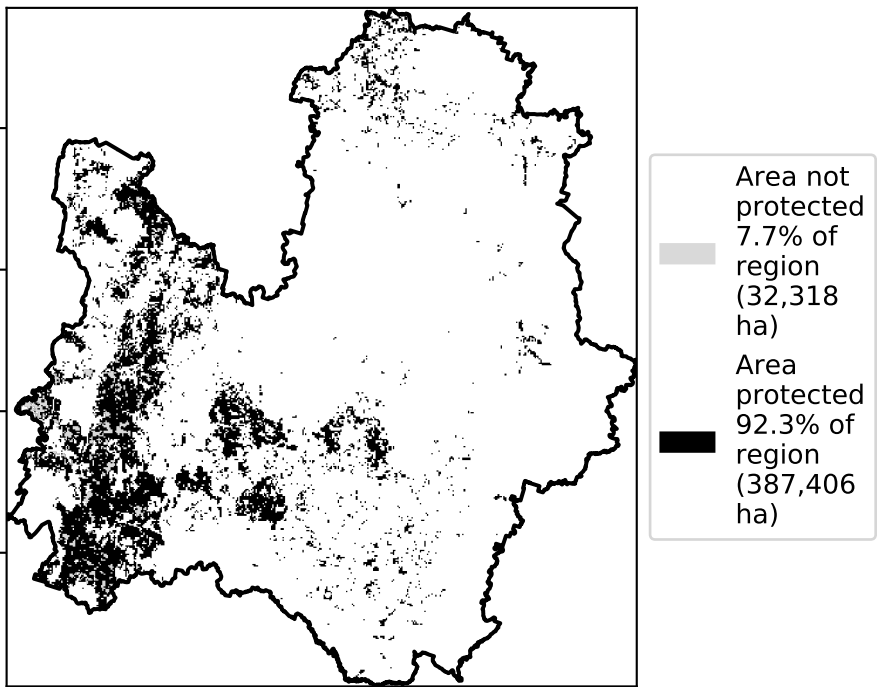 Area not
protected
7.7% of
region
(32,318
ha)
Area
protected
92.3% of
region
(387,406
ha)